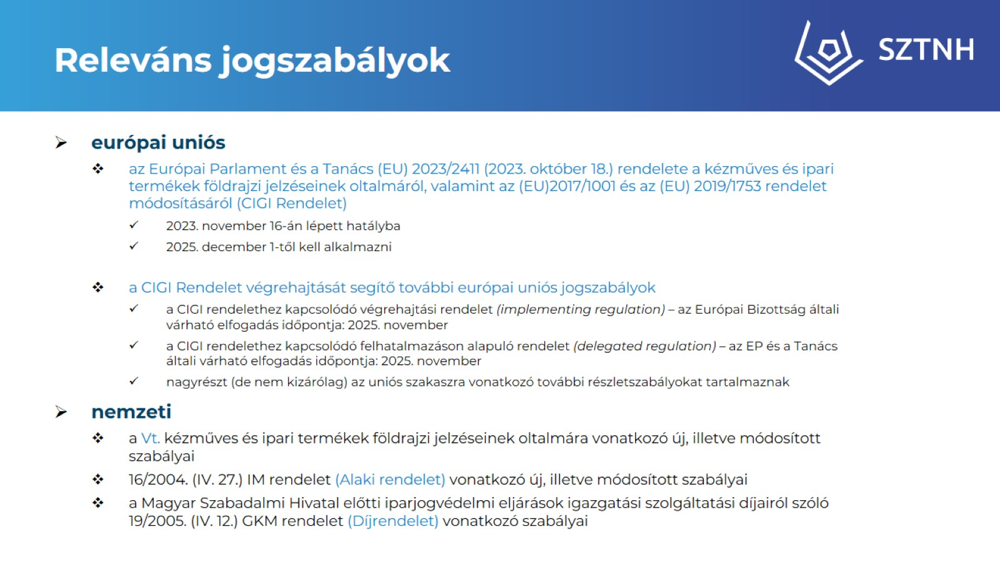 Releváns jogszabályok
SZTNH
európai uniós
az Európai Parlament és a Tanács (EU) 2023/2411 (2023. október 18.) rendelete a kézműves és ipari
termékek földrajzi jelzéseinek oltalmáról, valamint az (EU)2017/1001 és az (EU) 2019/1753 rendelet
módosításáról (CIGI Rendelet)
2023. november 16-án lépett hatályba
2025. december 1-től kell alkalmazni
a CIGI Rendelet végrehajtását segítő további európai uniós jogszabályok
a CIGI rendelethez kapcsolódó végrehajtási rendelet (implementing regulation) – az Európai Bizottság általi
várható elfogadás időpontja: 2025. november
a CIGI rendelethez kapcsolódó felhatalmazáson alapuló rendelet (delegated regulation) – az EP és a Tanács
általi várható elfogadás időpontja: 2025. november
nagyrészt (de nem kizárólag) az uniós szakaszra vonatkozó további részletszabályokat tartalmaznak
nemzeti
a Vt. kézműves és ipari termékek földrajzi jelzéseinek oltalmára vonatkozó új, illetve módosított
szabályai
16/2004. (IV. 27.) IM rendelet (Alaki rendelet) vonatkozó új, illetve módosított szabályai
a Magyar Szabadalmi Hivatal előtti iparjogvédelmi eljárások igazgatási szolgáltatási díjairól szóló
19/2005. (IV. 12.) GKM rendelet (Díjrendelet) vonatkozó szabályai